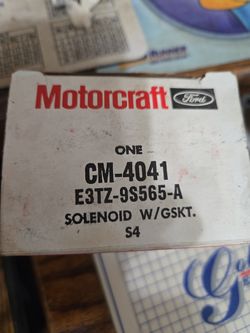 Motorcraft Ford
ONE
CM-4041
E3TZ-9S565-A
SOLENOID W/GSKT.
S4